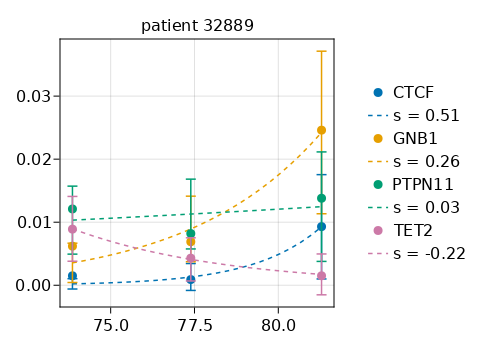 patient 32889
0.03
0.02
0.01
0.00
75.0 77.5 80.0
CTCF
s = 0.51
GNB1
s = 0.26
PTPN11
s = 0.03
TET2
s = -0.22